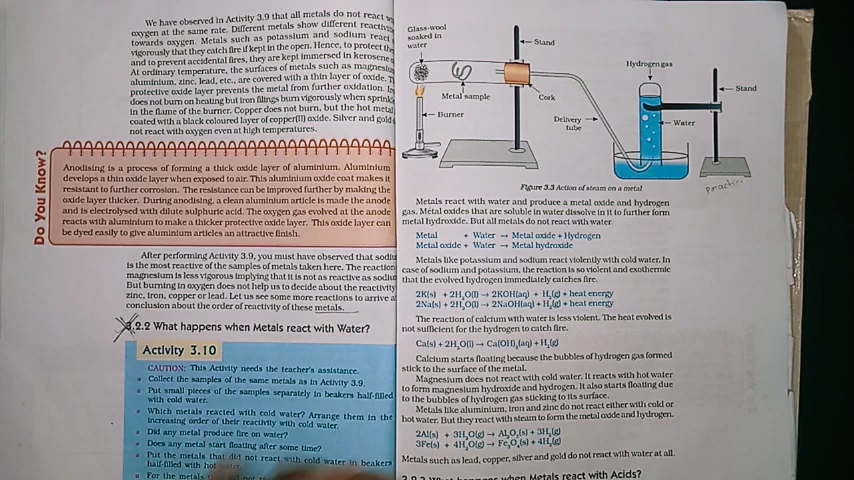 We have observed in Activity 3.9 that all metals do not react
oxygen at the same rate. Different metals show different
towards oxygen. Metals such as potassium and sodium react
vigorously that they catch fire if kept in the open. Hence, to protect
and to prevent accidental fires, they are kept immersed in kerosene
At ordinary temperature, the surfaces of metals such as
aluminium, zinc, lead, etc., are covered with a thin layer of oxide.
protective oxide layer prevents the metal from further oxidation.
does not burn on heating but iron filings burn vigorously when
in the flame of the burner. Copper does not burn, but the hot metal
coated with a black coloured layer of copper(II) oxide. Silver and gold
not react with oxygen even at high temperatures.
Do You Know?
Anodising is a process of forming a thick oxide layer of aluminium. Aluminium
develops a thin oxide layer when exposed to air. This aluminium oxide coat makes it
resistant to further corrosion. The resistance can be improved further by making the
oxide layer thicker. During anodising, a clean aluminium article is made the anode
and is electrolysed with dilute sulphuric acid. The oxygen gas evolved at the anode
reacts with aluminium to make a thicker protective oxide layer. This oxide layer can
be dyed easily to give aluminium articles an attractive finish.
After performing Activity 3.9, you must have observed that
is the most reactive of the samples of metals taken here. The reaction
magnesium is less vigorous implying that it is not as reactive as
But burning in oxygen does not help us to decide about the reactivity
zinc, iron, copper or lead. Let us see some more reactions to arrive a
conclusion about the order of reactivity of these metals.
3.2.2 What happens when Metals react with Water?
Activity 3.10
CAUTION: This Activity needs the teacher's assistance.
Collect the samples of the same metals as in Activity 3.9.
Put small pieces of the samples separately in beakers half-filled
with cold water.
Which metals reacted with cold water? Arrange them in the
increasing order of their reactivity with cold water.
Did any metal produce fire on water?
Does any metal start floating after some time?
Put the metals that did not react with cold water in beakers
half-filled with hot water.
For the metals
Glass-wool
soaked in
water
Stand
Metal sample
Cork
Burner
Delivery
tube
Hydrogen gas
Stand
Water
Figure 3.3 Action of steam on a metal
Metals react with water and produce a metal oxide and hydrogen
gas. Metal oxides that are soluble in water dissolve in it to further form
metal hydroxide. But all metals do not react with water.
Metal + Water → Metal oxide + Hydrogen
Metal oxide + Water → Metal hydroxide
Metals like potassium and sodium react violently with cold water. In
case of sodium and potassium, the reaction is so violent and exothermic
that the evolved hydrogen immediately catches fire.
2K(s) + 2H₂O(l) → 2KOH(aq) + H₂(g) + heat energy
2Na(s) + 2H₂O(l) → 2NaOH(aq) + H₂(g) + heat energy
The reaction of calcium with water is less violent. The heat evolved is
not sufficient for the hydrogen to catch fire.
Ca(s) + 2H₂O(l) → Ca(OH)₂(aq) + H₂(g)
Calcium starts floating because the bubbles of hydrogen gas formed
stick to the surface of the metal.
Magnesium does not react with cold water. It reacts with hot water
to form magnesium hydroxide and hydrogen. It also starts floating due
to the bubbles of hydrogen gas sticking to its surface.
Metals like aluminium, iron and zinc do not react either with cold or
hot water. But they react with steam to form the metal oxide and hydrogen.
2Al(s) + 3H₂O(g) → Al₂O₃(s) + 3H₂(g)
3Fe(s) + 4H₂O(g) → Fe₃O₄(s) + 4H₂(g)
Metals such as lead, copper, silver and gold do not react with water at all.
happens when Metals react with Acids?